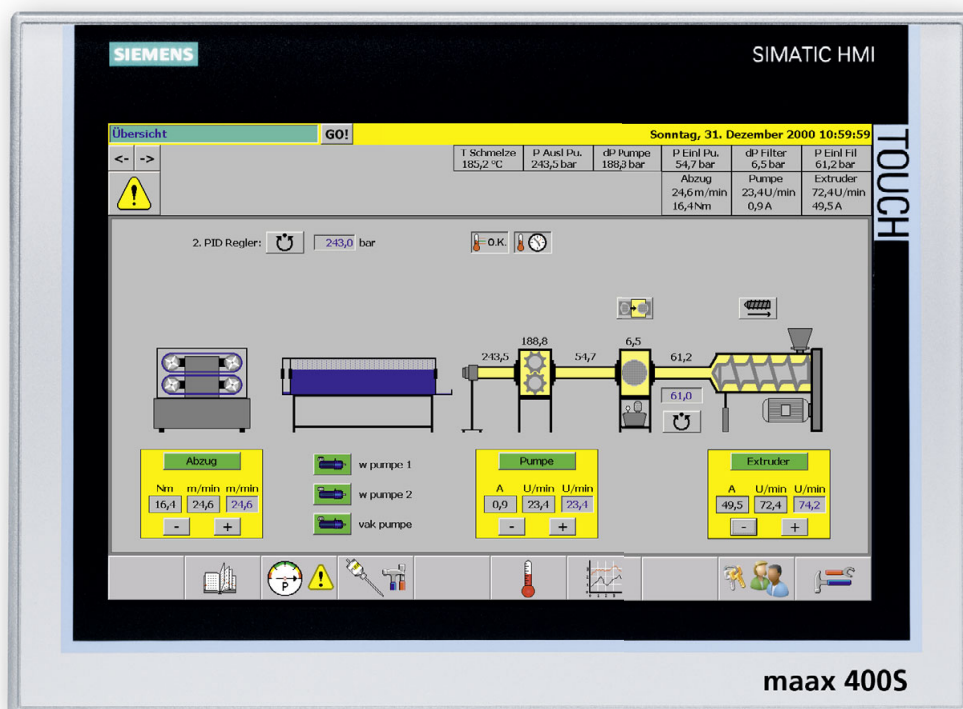 SIEMENS
SIMATIC HMI
TOUCH
Übersicht GO! Sonntag, 31. Dezember 2000 10:59:59
<- ->
T Schmelze P Ausl Pu. dP Pumpe P Einl Pu. dP Filter P Einl Fil
185,2 °C 243,5 bar 188,8 bar 54,7 bar 6,5 bar 61,2 bar
Abzug Pumpe Extruder
24,6 m/min 23,4 U/min 72,4 U/min
16,4 Nm 0,9 A 49,5 A
2. PID Regler: 243,0 bar O.K.
188,8 6,5
243,5 54,7 61,2
61,0
Abzug
Nm m/min m/min
16,4 24,6 24,6
- +
w pumpe 1
w pumpe 2
vak pumpe
Pumpe
A U/min U/min
0,9 23,4 23,4
- +
Extruder
A U/min U/min
49,5 72,4 74,2
- +
P
maax 400S